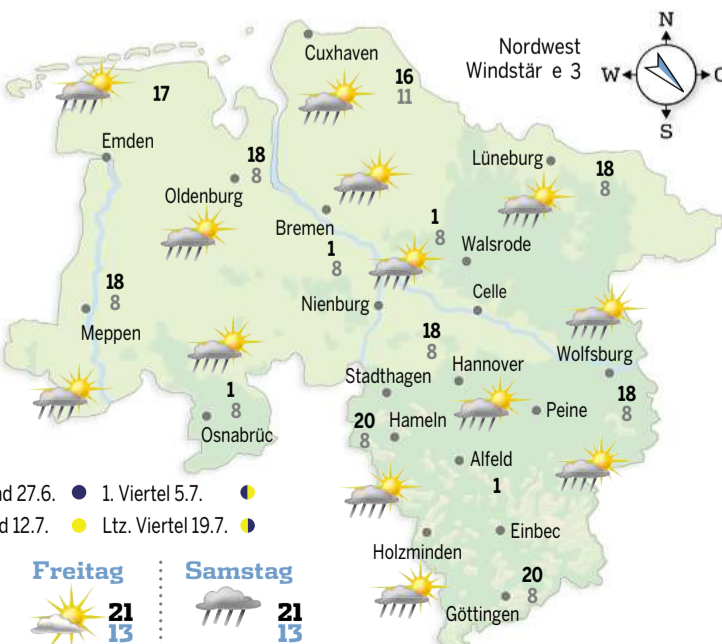 N
Nordwest
Windstär e 3
W
O
S
Cuxhaven
16
11
17
Emden
18
8
Oldenburg
Lüneburg
18
8
Bremen
1
8
1
8
Walsrode
18
8
Meppen
Nienburg
Celle
18
8
Stadthagen
Hannover
Wolfsburg
18
8
1
8
Osnabrüc
20
8
Hameln
Peine
Alfeld
1
nd 27.6.
1. Viertel 5.7.
d 12.7.
Ltz. Viertel 19.7.
Holzminden
Einbec
20
8
Göttingen
Freitag
21
13
Samstag
21
13